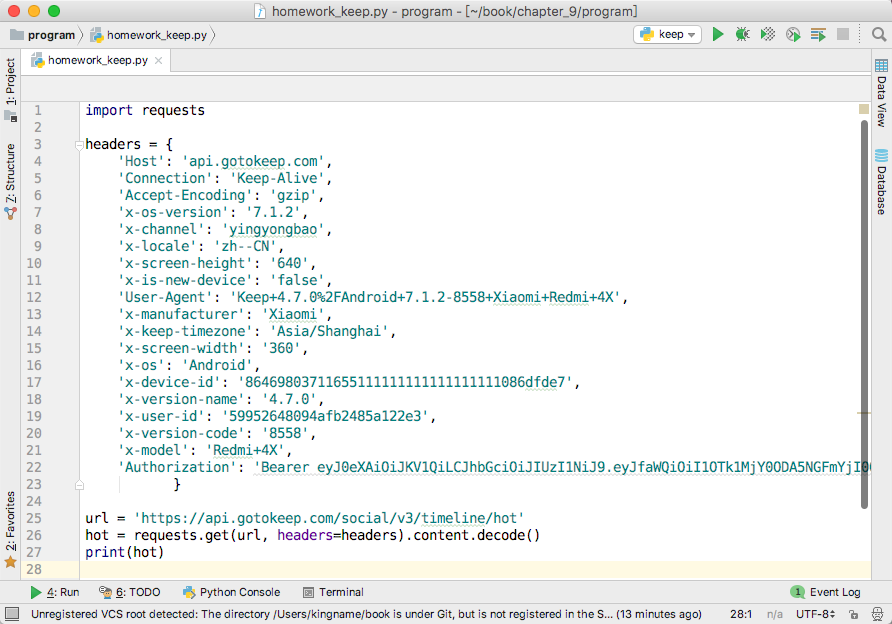 homework_keep.py - program - [~/book/chapter_9/program]
program homework_keep.py keep
homework_keep.py
1: Project
Z: Structure
2: Favorites
Data View
Database
1 import requests
2
3 headers = {
4 'Host': 'api.gotokeep.com',
5 'Connection': 'Keep-Alive',
6 'Accept-Encoding': 'gzip',
7 'x-os-version': '7.1.2',
8 'x-channel': 'yingyongbao',
9 'x-locale': 'zh--CN',
10 'x-screen-height': '640',
11 'x-is-new-device': 'false',
12 'User-Agent': 'Keep+4.7.0%2FAndroid+7.1.2-8558+Xiaomi+Redmi+4X',
13 'x-manufacturer': 'Xiaomi',
14 'x-keep-timezone': 'Asia/Shanghai',
15 'x-screen-width': '360',
16 'x-os': 'Android',
17 'x-device-id': 
18 'x-version-name': '4.7.0',
19 'x-user-id': '59952648094afb2485a122e3',
20 'x-version-code': '8558',
21 'x-model': 'Redmi+4X',
22 'Authorization': 'Bearer
23 }
24
25 url = 'https://api.gotokeep.com/social/v3/timeline/hot'
26 hot = requests.get(url, headers=headers).content.decode()
27 print(hot)
28
4: Run 6: TODO Python Console Terminal 1 Event Log
Unregistered VCS root detected: The directory /Users/kingname/book is under Git, but is not registered in the S... (13 minutes ago) 28:1 n/a UTF-8